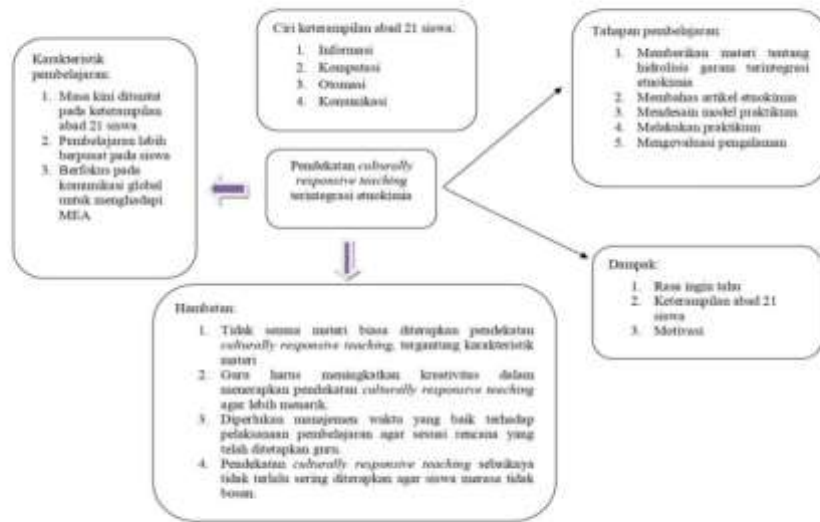 Ciri keterampilan abad 21 siswa:
1. Informasi
2. Komputasi
3. Otomasi
4. Komunikasi
Karakteristik
pembelajaran:
1. Masa kini dituntut
pada keterampilan
abad 21 siswa
2. Pembelajaran lebih
berpusat pada siswa
3. Berfokus pada
komunikasi global
untuk menghadapi
MEA
Pendekatan culturally
responsive teaching
terintegrasi etnokimia
Tahapan pembelajaran
1. Memberikan materi tentang
hidrolisis garam terintegrasi
etnokimia
2. Membahas artikel etnokimia
3. Mendesain model praktikum
4. Melakukan praktikum
5. Mengevaluasi pengalaman
Dampak:
1. Rasa ingin tahu
2. Keterampilan abad 21
siswa
3. Motivasi
Hambatan:
1. Tidak semua materi biasa diterapkan pendekatan
culturally responsive teaching, tergantung karakteristik
materi
2. Guru harus meningkatkan kreativitas dalam
menerapkan pendekatan culturally responsive teaching
agar lebih menarik.
3. Diperlukan manajemen waktu yang baik terhadap
pelaksanaan pembelajaran agar sesuai rencana yang
telah ditetapkan guru.
4. Pendekatan culturally responsive teaching sebaiknya
tidak terlalu sering diterapkan agar siswa merasa tidak
bosan.